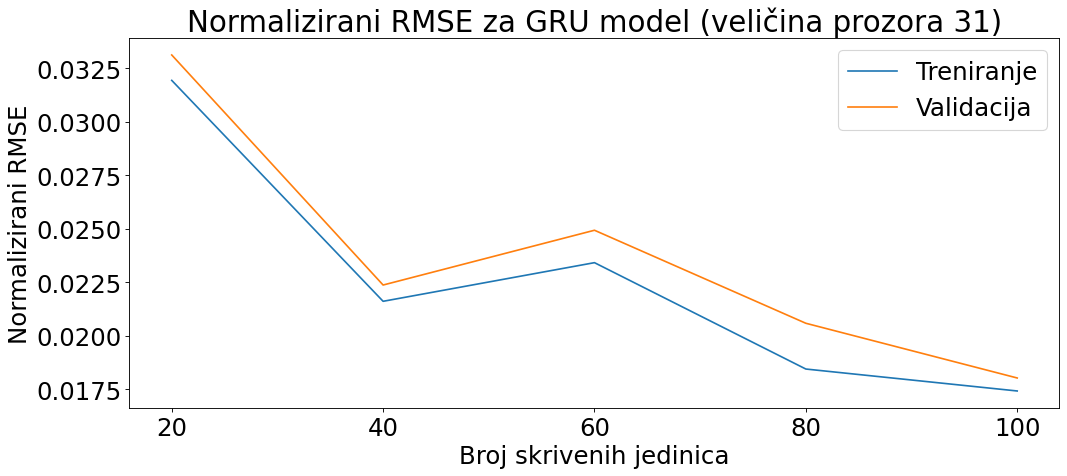 Normalizirani RMSE za GRU model (veličina prozora 31)
Treniranje
Validacija
Normalizirani RMSE
0.0325
0.0300
0.0275
0.0250
0.0225
0.0200
0.0175
20 40 60 80 100
Broj skrivenih jedinica